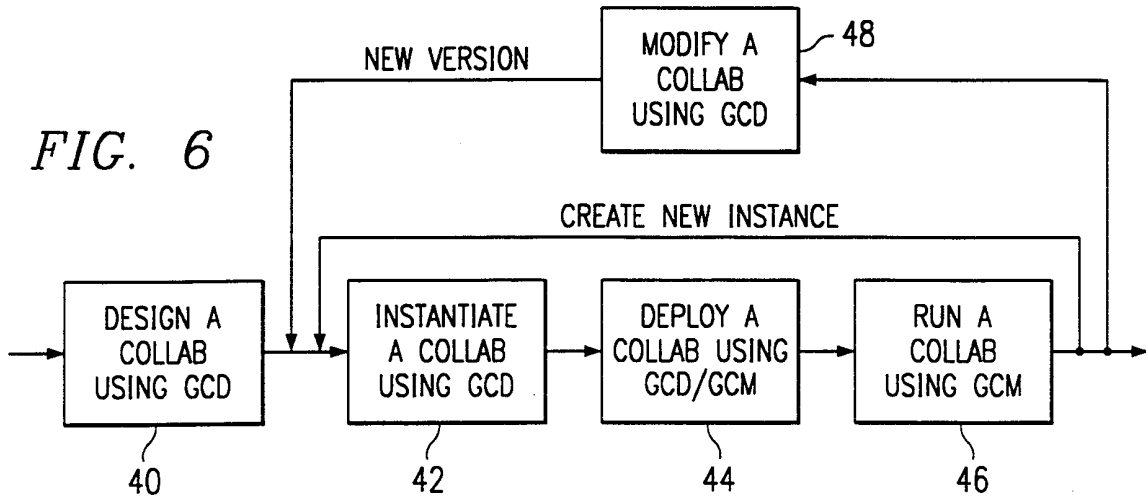 MODIFY A
COLLAB
USING GCD
48
NEW VERSION
FIG. 6
CREATE NEW INSTANCE
DESIGN A
COLLAB
USING GCD
INSTANTIATE
A COLLAB
USING GCD
DEPLOY A
COLLAB USING
GCD/GCM
RUN A
COLLAB
USING GCM
40
42
44
46